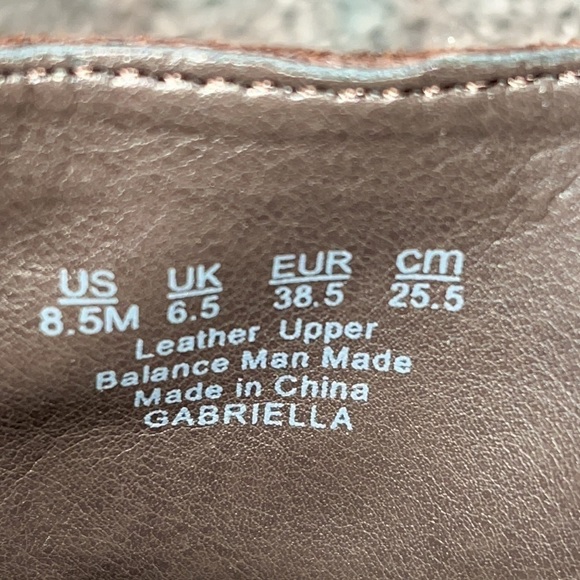 US UK EUR cm
8.5M 6.5 38.5 25.5
Leather Upper
Balance Man Made
Made in China
GABRIELLA